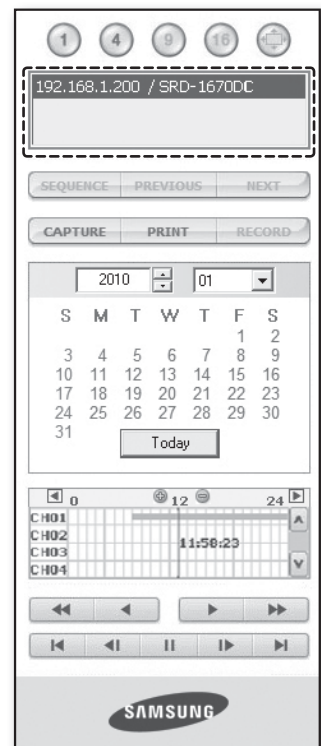 1 4 9 16
192.168.1.200 / SRD-1670DC
SEQUENCE PREVIOUS NEXT
CAPTURE PRINT RECORD
2010 01
S M T W T F S
1 2
3 4 5 6 7 8 9
10 11 12 13 14 15 16
17 18 19 20 21 22 23
24 25 26 27 28 29 30
31
Today
0 12 24
CH01
CH02
11:58:23
CH03
CH04
SAMSUNG